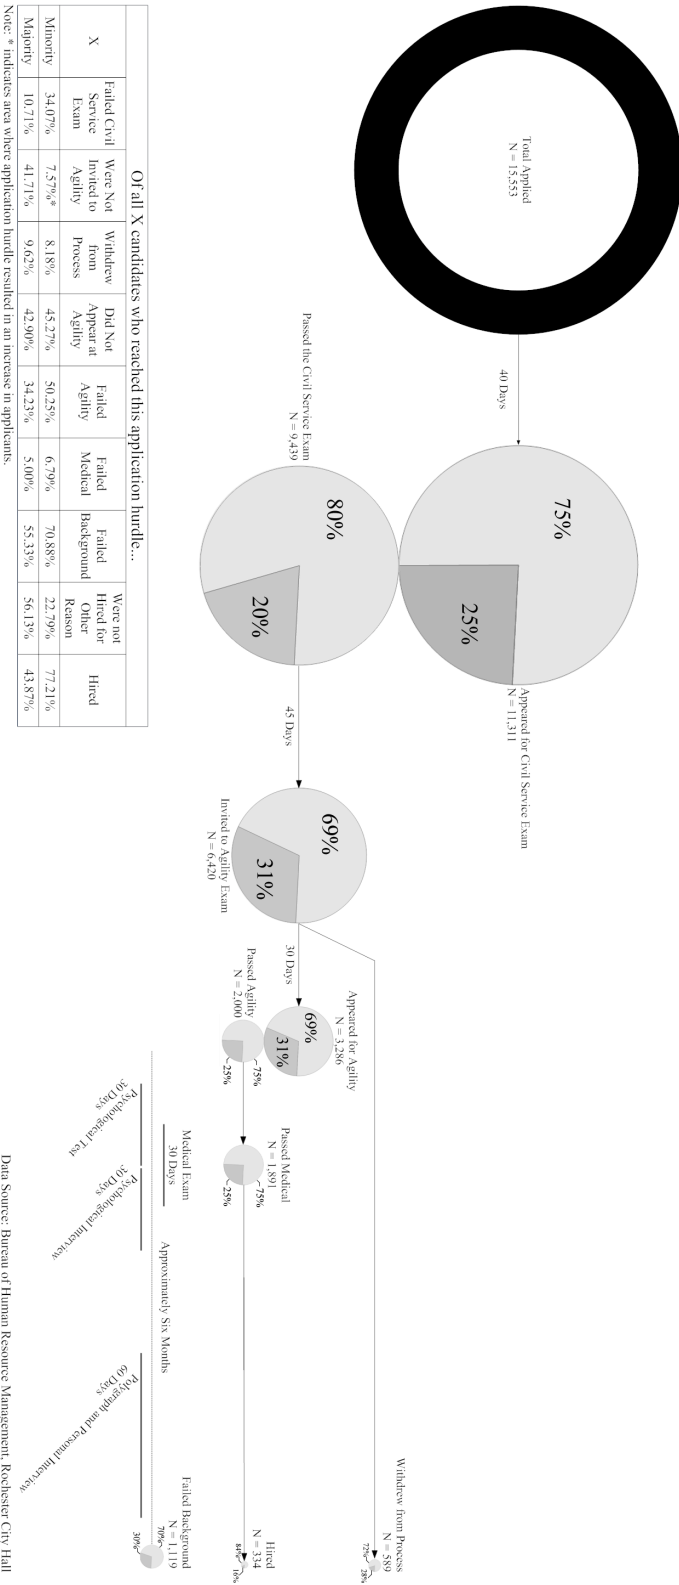 Total Applied
N = 15,553
40 Days
75%
25%
Appeared for Civil Service Exam
N = 11,311
Passed the Civil Service Exam
N = 9,439
80%
20%
45 Days
69%
31%
Invited to Agility Exam
N = 6,420
30 Days
Appeared for Agility
N = 3,286
69%
31%
Passed Agility
N = 2,000
75%
25%
Passed Medical
N = 1,891
75%
25%
Withdrew from Process
N = 589
72%
28%
Hired
N = 334
84%
16%
Medical Exam
30 Days
Psychological Test
30 Days
Psychological Interview
30 Days
Approximately Six Months
Polygraph and Personal Interview
60 Days
Failed Background
N = 1,119
70%
30%
Of all X candidates who reached this application hurdle...
X
Failed Civil
Service
Exam
Were Not
Invited to
Agility
Withdrew
from
Process
Did Not
Appear at
Agility
Failed
Agility
Failed
Medical
Failed
Background
Were not
Hired for
Other
Reason
Hired
Minority 34.07% 7.57%* 8.18% 45.27% 50.25% 6.79% 70.88% 22.79% 77.21%
Majority 10.71% 41.71% 9.62% 42.90% 34.23% 5.00% 55.33% 56.13% 43.87%
Note: * indicates area where application hurdle resulted in an increase in applicants.
Data Source: Bureau of Human Resource Management, Rochester City Hall